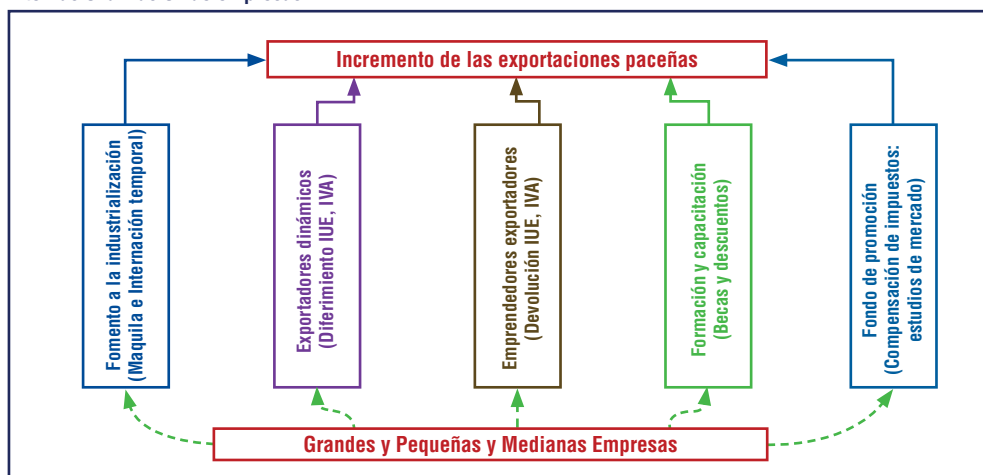 Incremento de las exportaciones paceñas
Fomento a la industrialización
(Maquila e Internación temporal)
Exportadores dinámicos
(Diferimiento IUE, IVA)
Emprendedores exportadores
(Devolución IUE, IVA)
Formación y capacitación
(Becas y descuentos)
Fondo de promoción
(Compensación de impuestos:
estudios de mercado)
Grandes y Pequeñas y Medianas Empresas